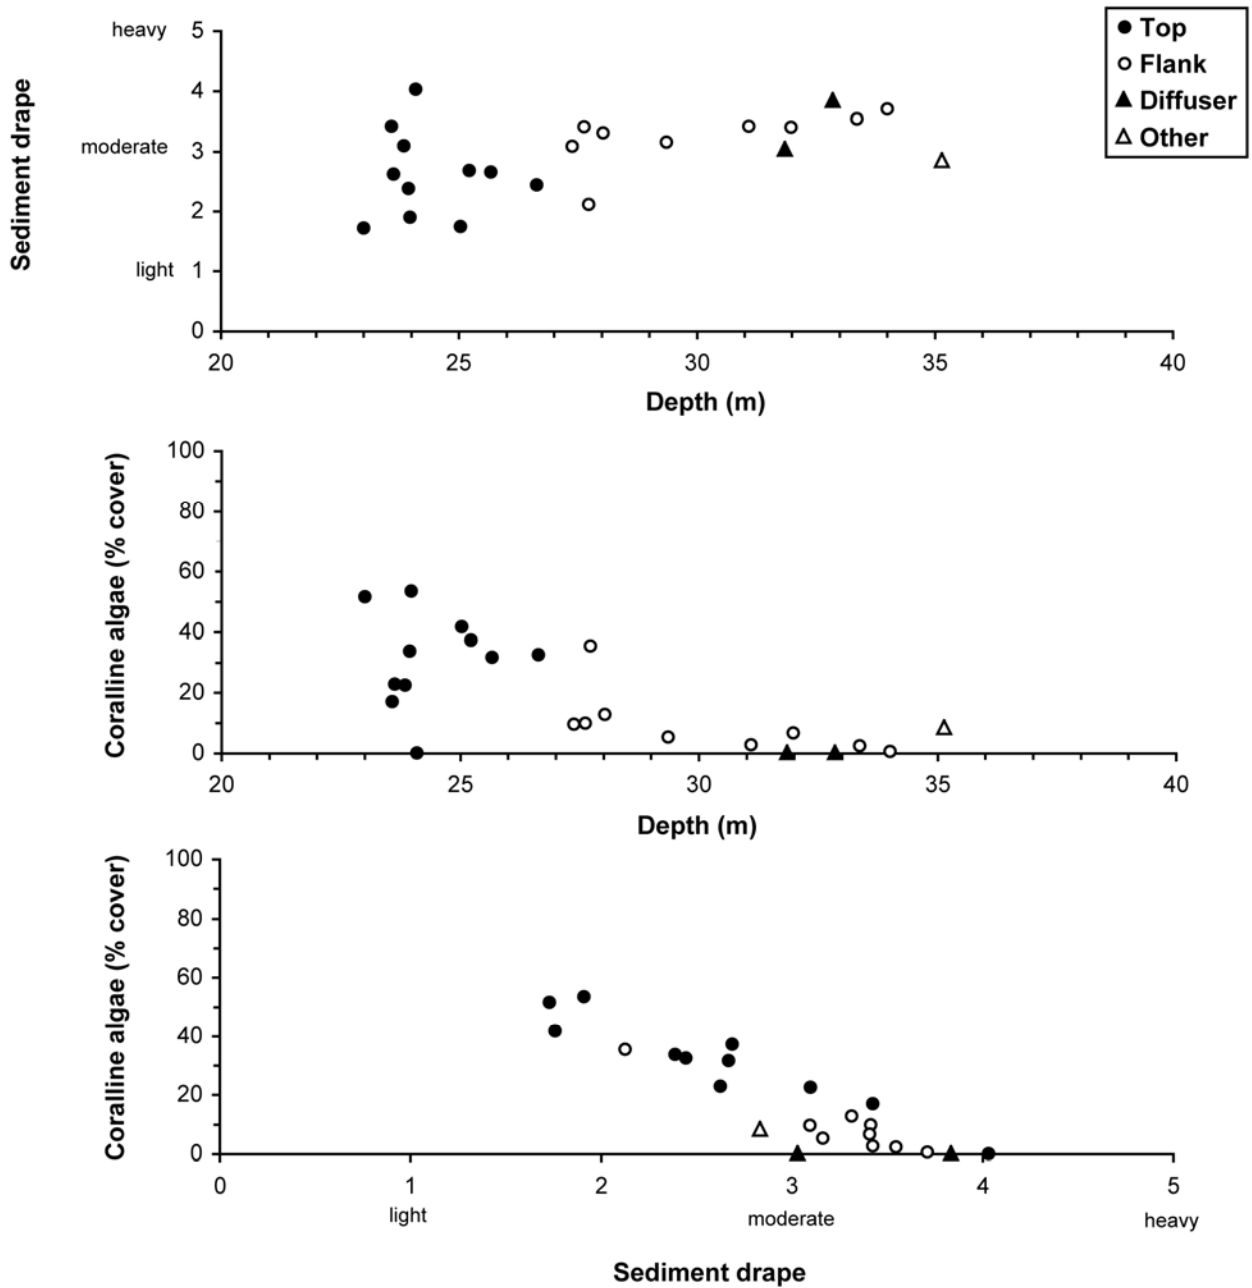 Top
Flank
Diffuser
Other
Sediment drape
heavy 5
4
moderate 3
2
light 1
0
20 25 30 35 40
Depth (m)
Coralline algae (% cover)
100
80
60
40
20
0
20 25 30 35 40
Depth (m)
Coralline algae (% cover)
100
80
60
40
20
0
0 1 2 3 4 5
light moderate heavy
Sediment drape